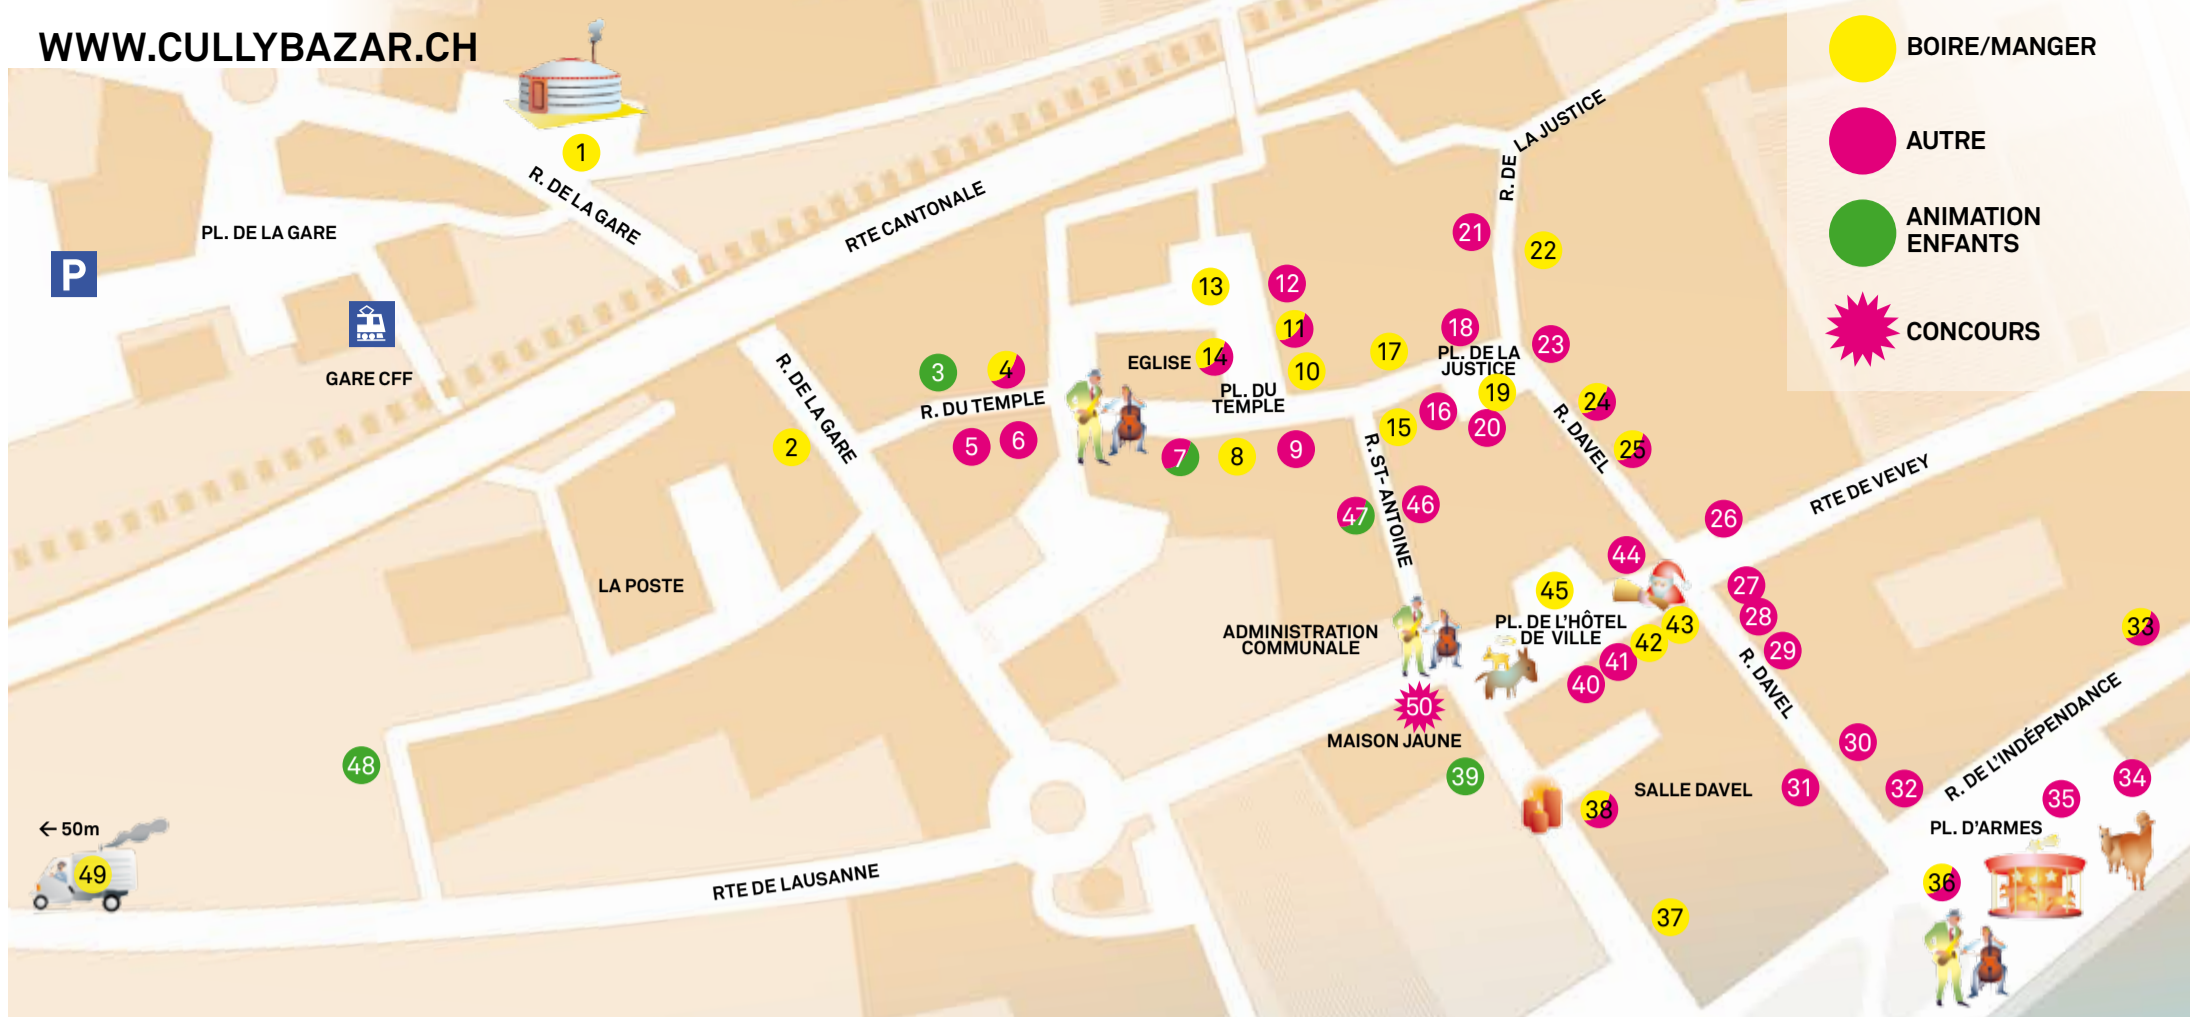 WWW.CULLYBAZAR.CH
BOIRE/MANGER
AUTRE
ANIMATION
ENFANTS
CONCOURS
1
R. DE LA GARE
PL. DE LA GARE
P
GARE CFF
RTE CANTONALE
R. DE LA JUSTICE
21
22
13
12
11
14
EGLISE
10
17
18
PL. DE LA
JUSTICE
23
19
3
4
R. DU TEMPLE
5
6
R. DE LA GARE
2
PL. DU
TEMPLE
7
8
9
15
16
20
24
R. DAVEL
25
R. ST-ANTOINE
47
46
26
RTE DE VEVEY
44
45
27
28
29
PL. DE L'HÔTEL
DE VILLE
43
42
41
40
ADMINISTRATION
COMMUNALE
LA POSTE
33
R. DAVEL
50
MAISON JAUNE
39
38
SALLE DAVEL
31
30
32
R. DE L'INDÉPENDANCE
34
35
PL. D'ARMES
36
37
48
← 50m
49
RTE DE LAUSANNE